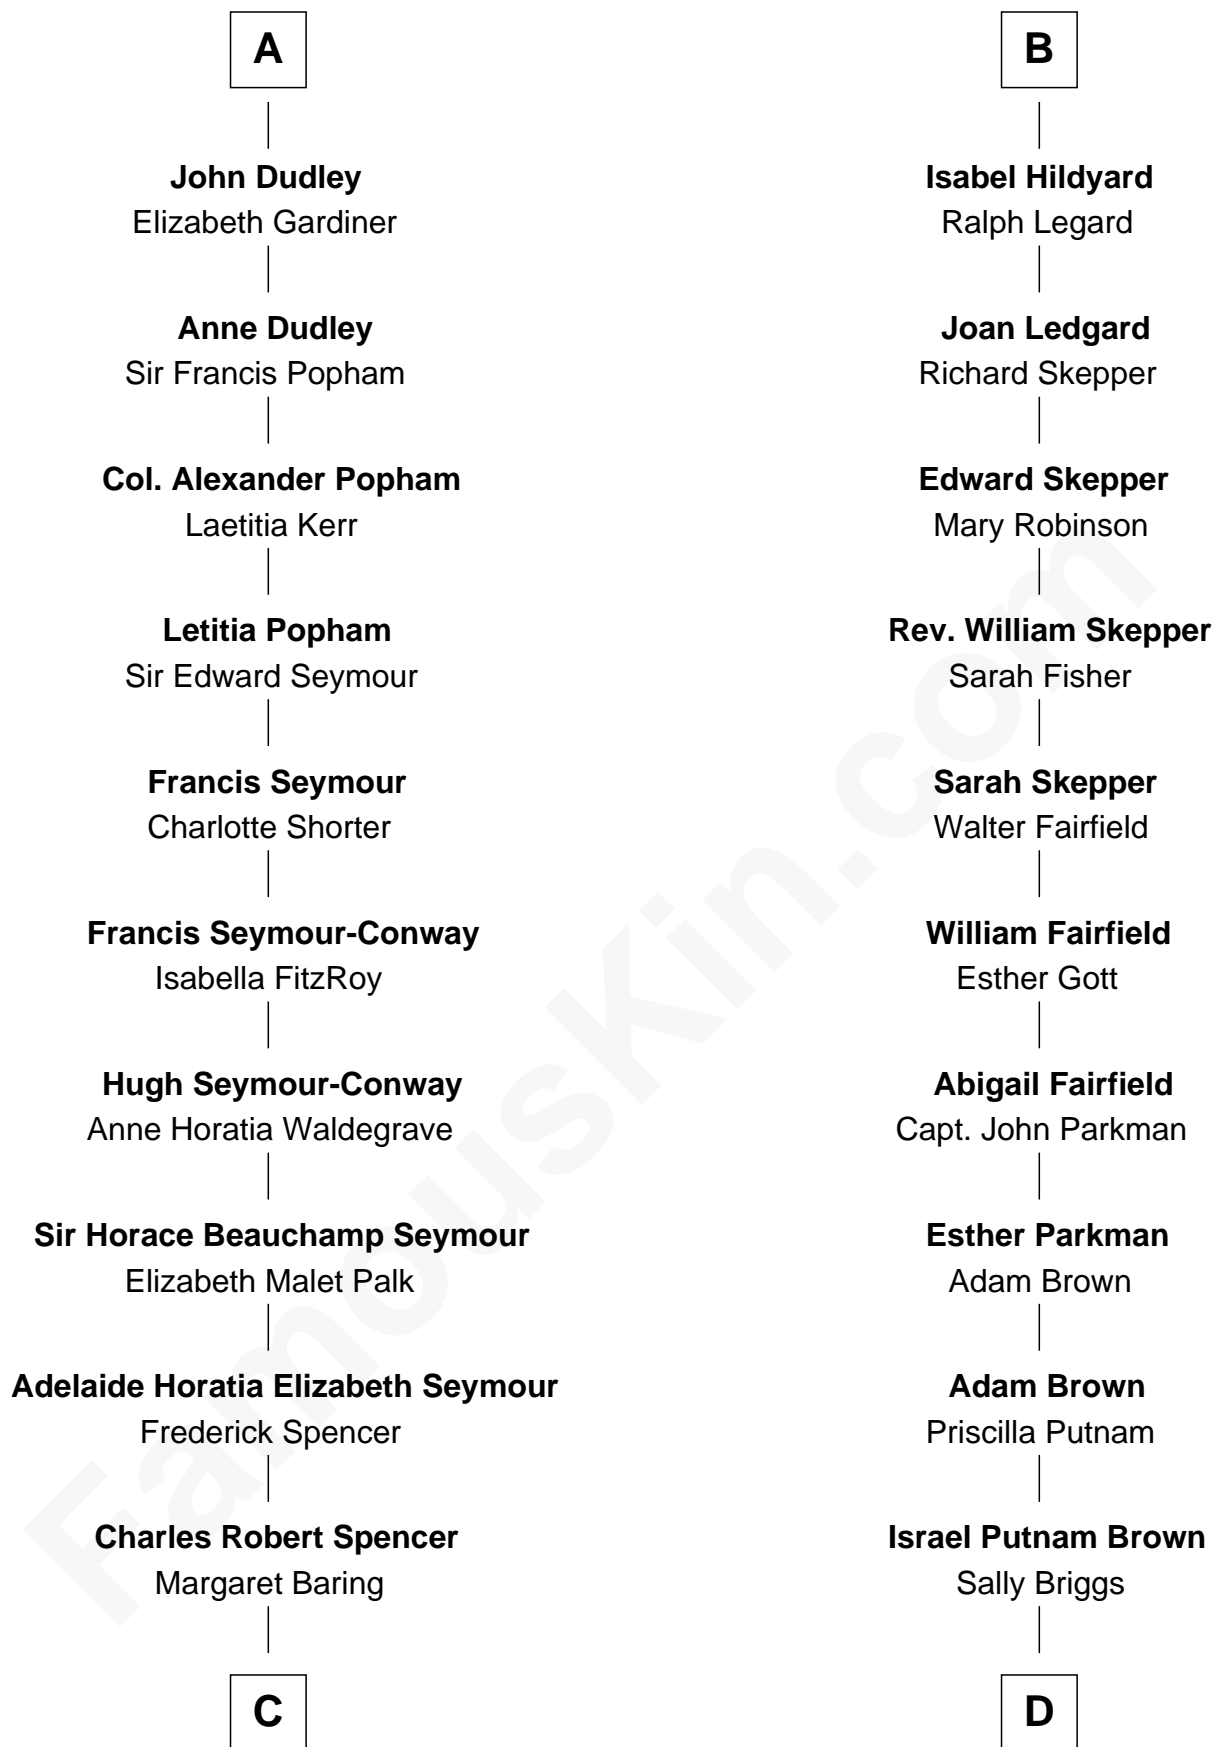 A
John Dudley
Elizabeth Gardiner
Anne Dudley
Sir Francis Popham
Col. Alexander Popham
Laetitia Kerr
Letitia Popham
Sir Edward Seymour
Francis Seymour
Charlotte Shorter
Francis Seymour-Conway
Isabella FitzRoy
Hugh Seymour-Conway
Anne Horatia Waldegrave
Sir Horace Beauchamp Seymour
Elizabeth Malet Palk
Adelaide Horatia Elizabeth Seymour
Frederick Spencer
Charles Robert Spencer
Margaret Baring
C
B
Isabel Hildyard
Ralph Legard
Joan Ledgard
Richard Skepper
Edward Skepper
Mary Robinson
Rev. William Skepper
Sarah Fisher
Sarah Skepper
Walter Fairfield
William Fairfield
Esther Gott
Abigail Fairfield
Capt. John Parkman
Esther Parkman
Adam Brown
Adam Brown
Priscilla Putnam
Israel Putnam Brown
Sally Briggs
D
FamousKin.com